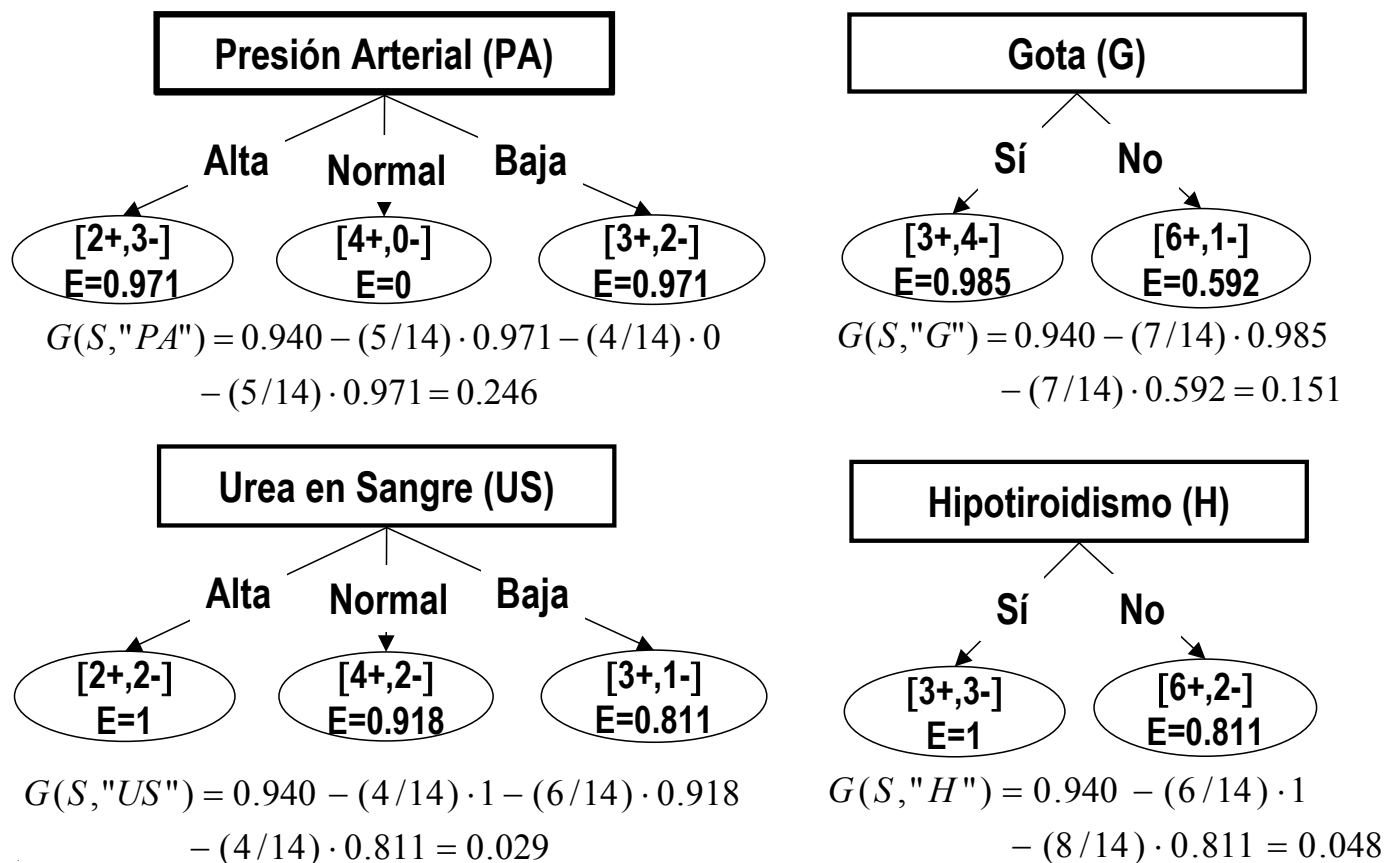 Presión Arterial (PA)
Alta Normal Baja
[2+,3-]
E=0.971
[4+,0-]
E=0
[3+,2-]
E=0.971
G(S,"PA") = 0.940 − (5/14) · 0.971 − (4/14) · 0
− (5/14) · 0.971 = 0.246
Gota (G)
Sí No
[3+,4-]
E=0.985
[6+,1-]
E=0.592
G(S,"G") = 0.940 − (7/14) · 0.985
− (7/14) · 0.592 = 0.151
Urea en Sangre (US)
Alta Normal Baja
[2+,2-]
E=1
[4+,2-]
E=0.918
[3+,1-]
E=0.811
G(S,"US") = 0.940 − (4/14) · 1 − (6/14) · 0.918
− (4/14) · 0.811 = 0.029
Hipotiroidismo (H)
Sí No
[3+,3-]
E=1
[6+,2-]
E=0.811
G(S,"H") = 0.940 − (6/14) · 1
− (8/14) · 0.811 = 0.048